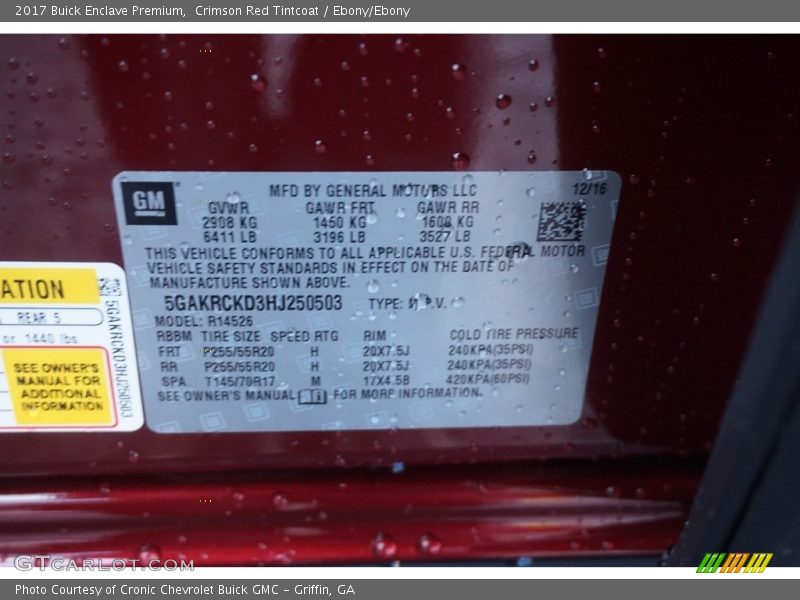 2017 Buick Enclave Premium,  Crimson Red Tintcoat / Ebony/Ebony
GM
MFD BY GENERAL MOTORS LLC 12/16
GVWR GAWR FRT GAWR RR
2908 KG 1450 KG 1600 KG
6411 LB 3196 LB 3527 LB
THIS VEHICLE CONFORMS TO ALL APPLICABLE U.S. FEDERAL MOTOR
VEHICLE SAFETY STANDARDS IN EFFECT ON THE DATE OF
MANUFACTURE SHOWN ABOVE.
5GAKRCKD3HJ250503 TYPE: M.P.V.
MODEL: R14526
RBBM TIRE SIZE SPEED RTG RIM COLD TIRE PRESSURE
FRT P255/55R20 H 20X7.5J 240KPA(35PSI)
RR P255/55R20 H 20X7.5J 240KPA(35PSI)
SPA T145/70R17 M 17X4.5B 420KPA(60PSI)
SEE OWNER'S MANUAL FOR MORE INFORMATION.
ATION
REAR 5
or 1440 lbs
SEE OWNER'S
MANUAL FOR
ADDITIONAL
INFORMATION
5GAKRCKD3HJ250503
GTCARLOT.COM
Photo Courtesy of Cronic Chevrolet Buick GMC – Griffin, GA